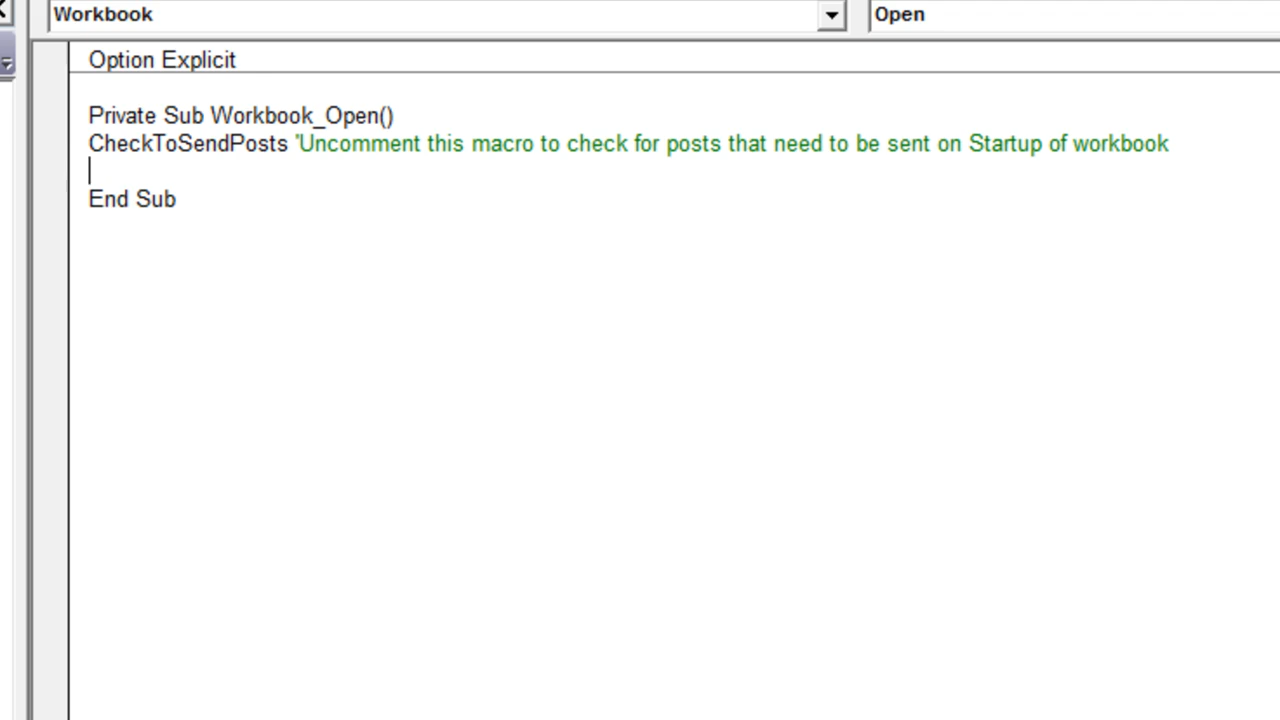 Workbook
Open
Option Explicit
Private Sub Workbook_Open()
CheckToSendPosts 'Uncomment this macro to check for posts that need to be sent on Startup of workbook
End Sub